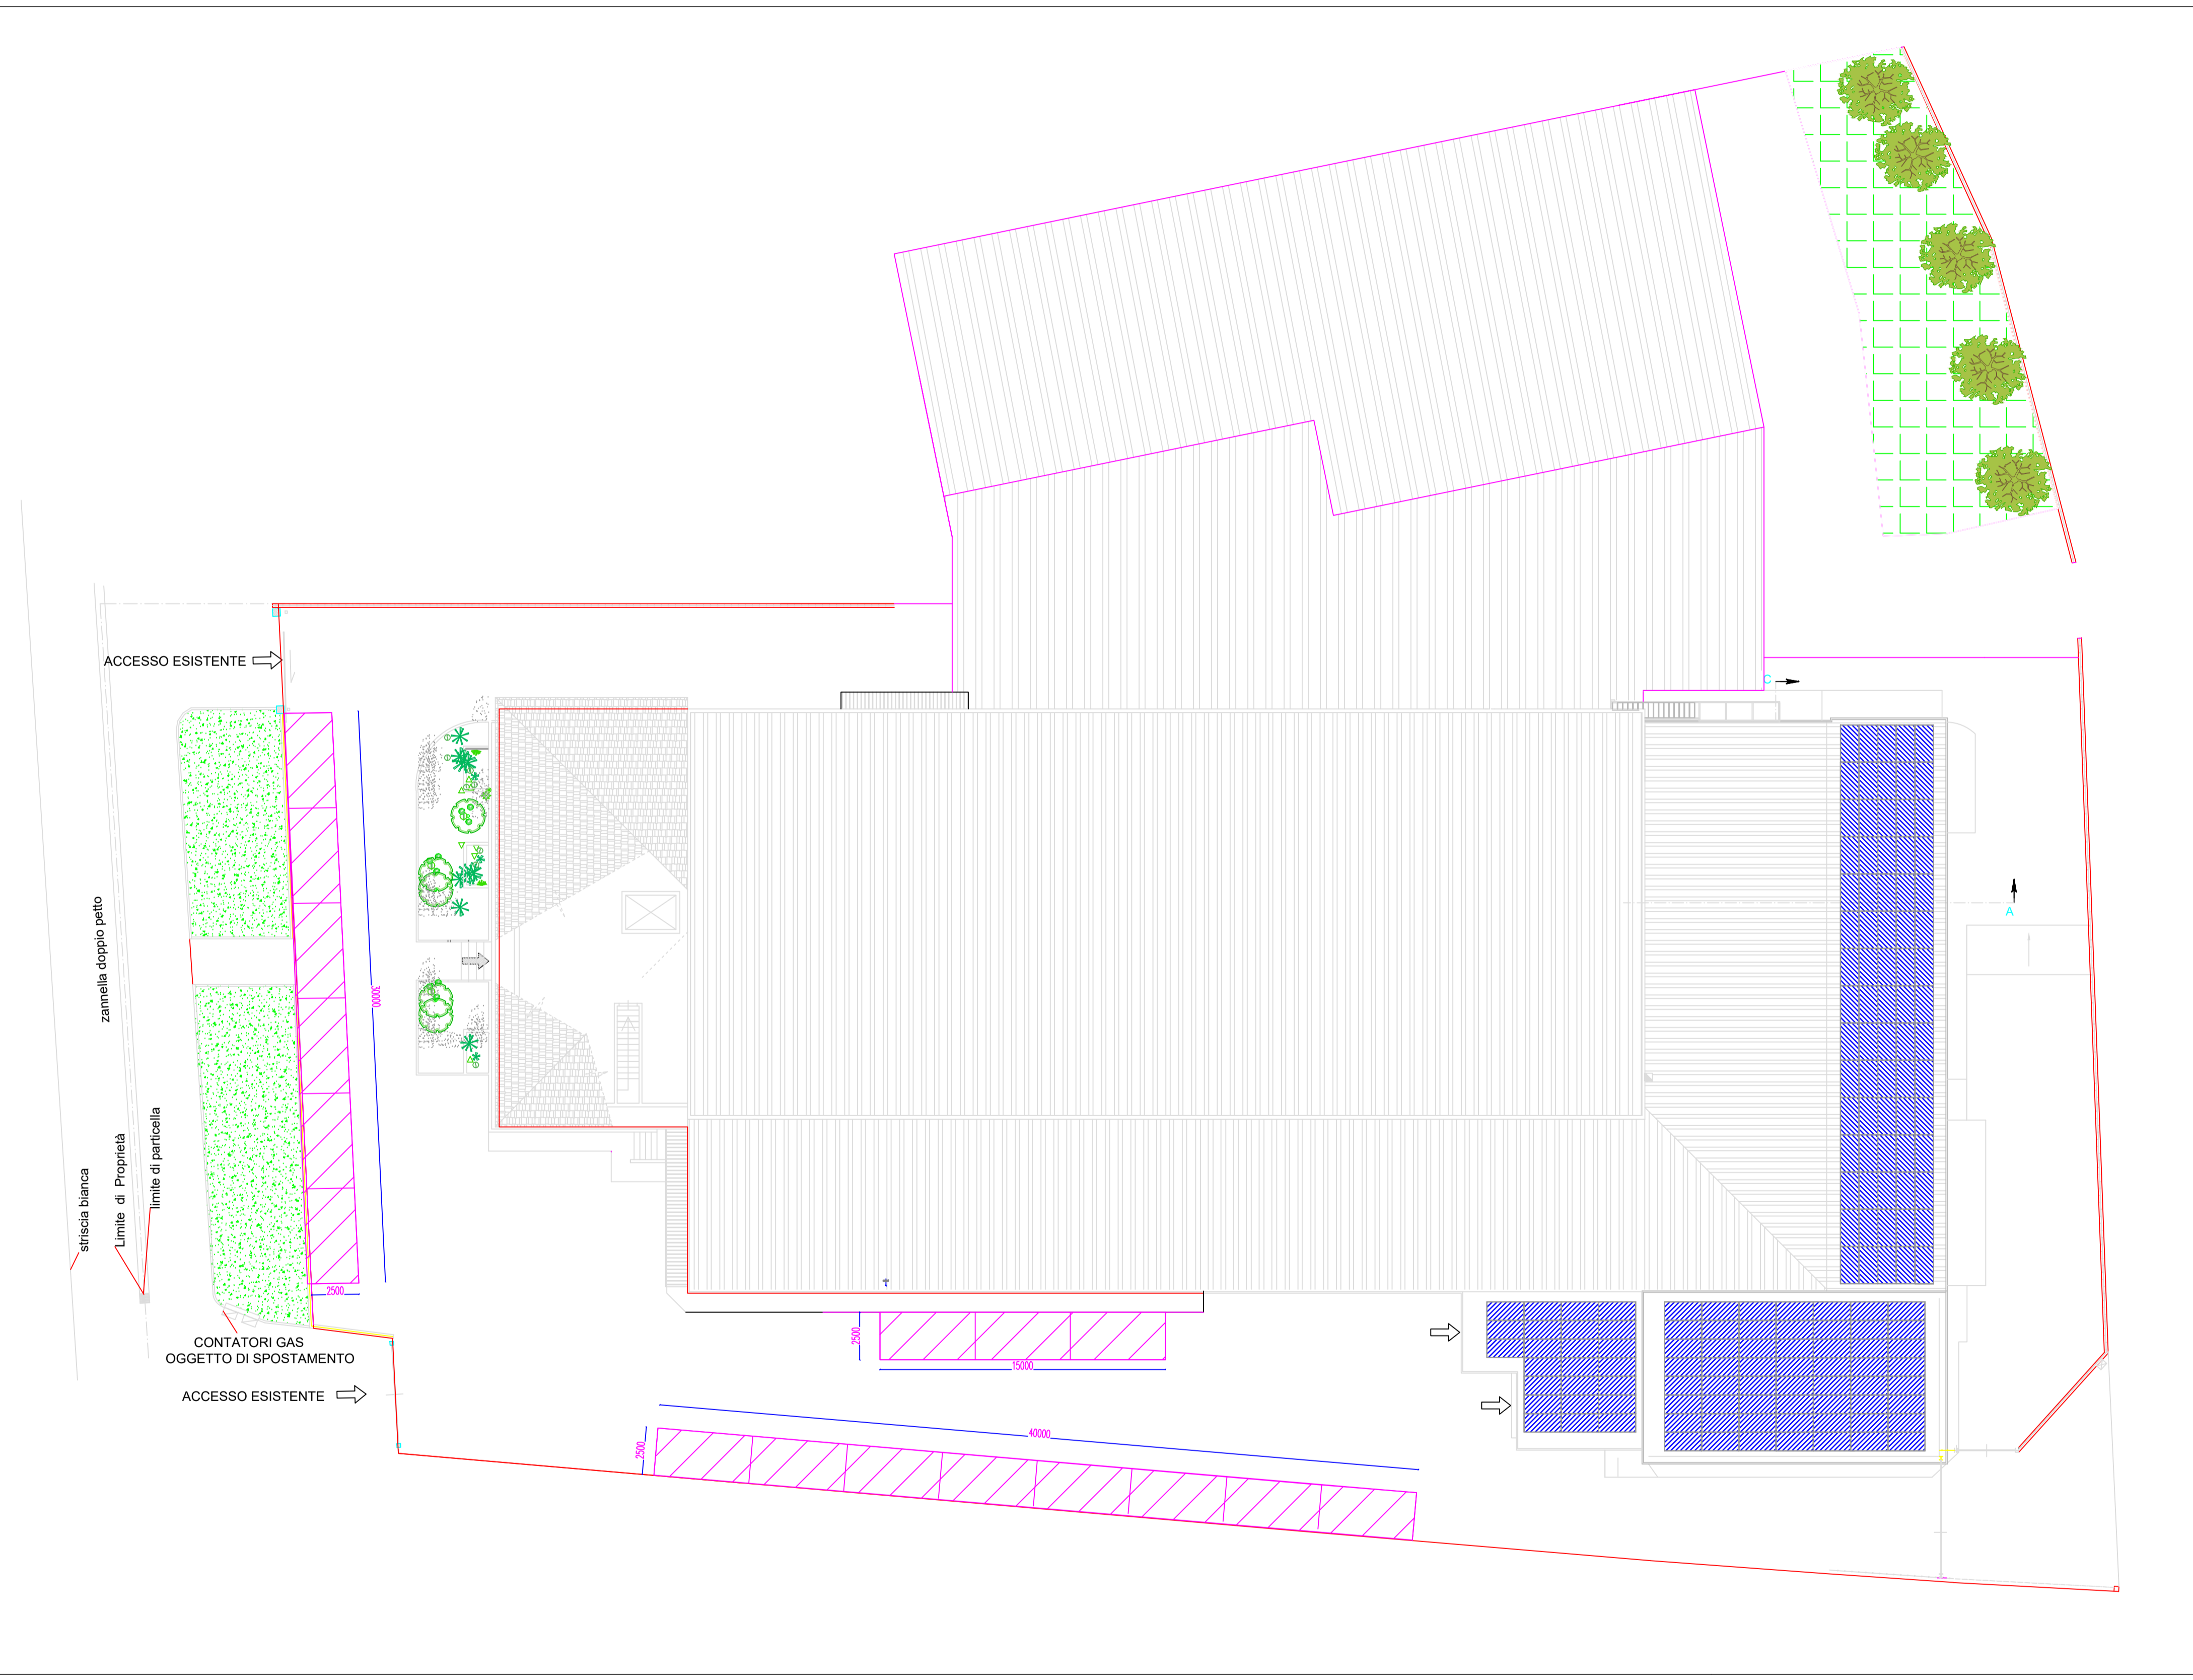 ACCESSO ESISTENTE
C
zannella doppio petto
A
30000
striscia bianca
Limite di Proprietà
limite di particella
2500
CONTATORI GAS
OGGETTO DI SPOSTAMENTO
ACCESSO ESISTENTE
2500
15000
2500
40000